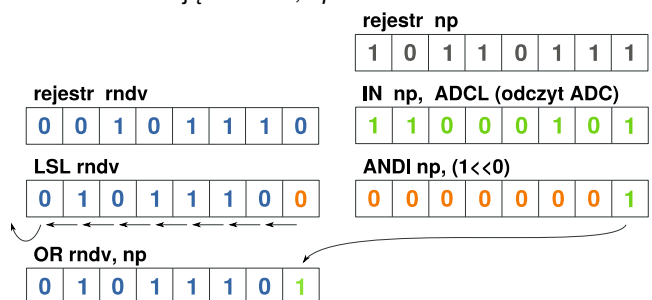 rejestr np
1 0 1 1 0 1 1 1
rejestr rndv
0 0 1 0 1 1 1 0
IN np, ADCL (odczyt ADC)
1 1 0 0 0 1 0 1
LSL rndv
0 1 0 1 1 1 0 0
ANDI np, (1<<0)
0 0 0 0 0 0 0 1
OR rndv, np
0 1 0 1 1 1 0 1